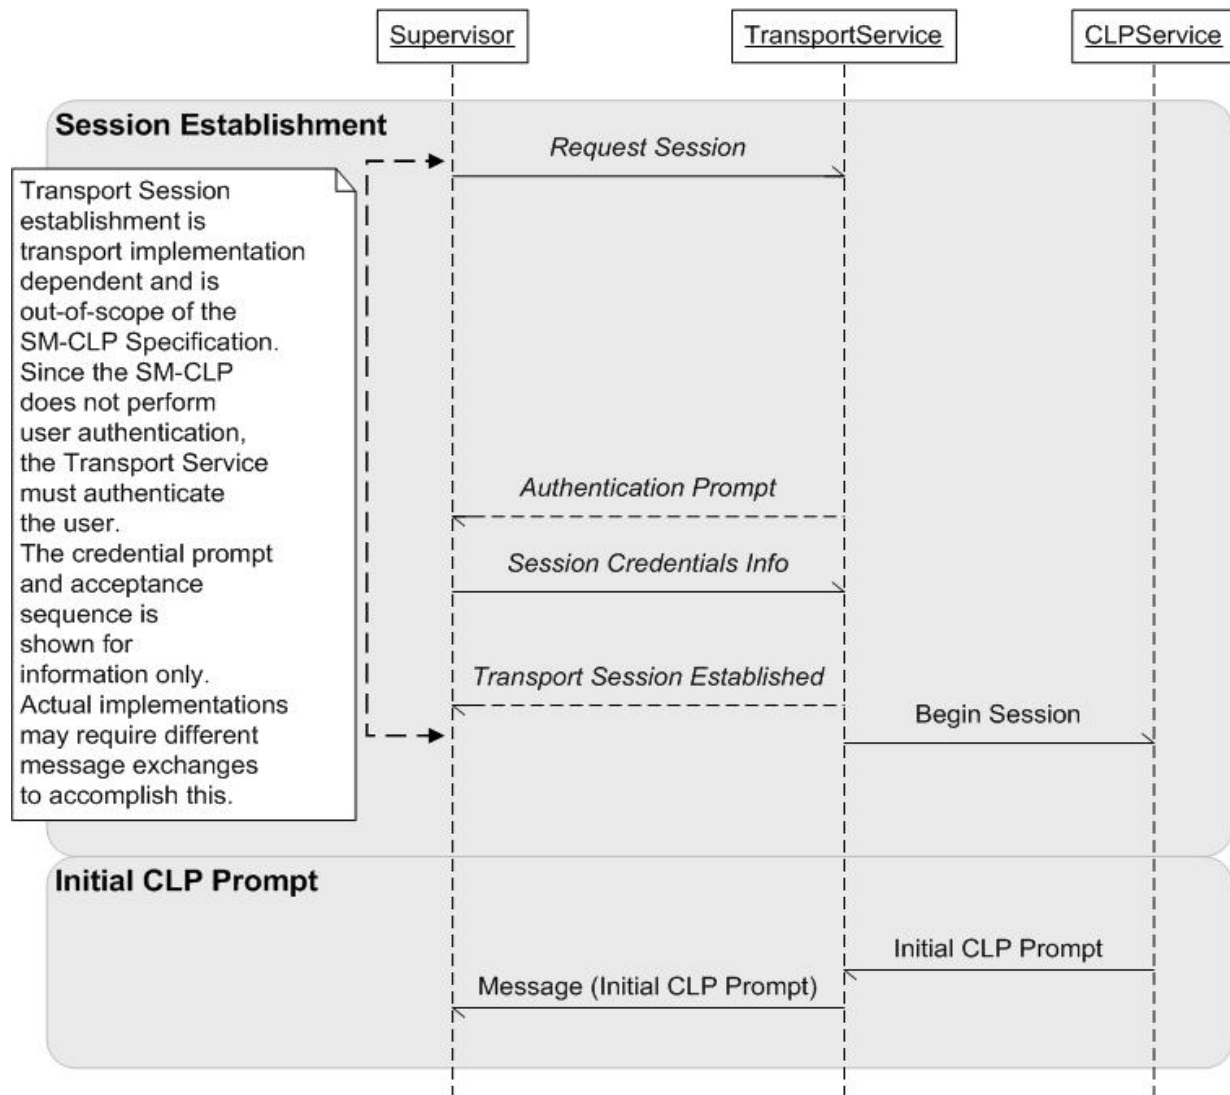 Supervisor
TransportService
CLPService
Session Establishment
Request Session
Transport Session
establishment is
transport implementation
dependent and is
out-of-scope of the
SM-CLP Specification.
Since the SM-CLP
does not perform
user authentication,
the Transport Service
must authenticate
the user.
The credential prompt
and acceptance
sequence is
shown for
information only.
Actual implementations
may require different
message exchanges
to accomplish this.
Authentication Prompt
Session Credentials Info
Transport Session Established
Begin Session
Initial CLP Prompt
Initial CLP Prompt
Message (Initial CLP Prompt)